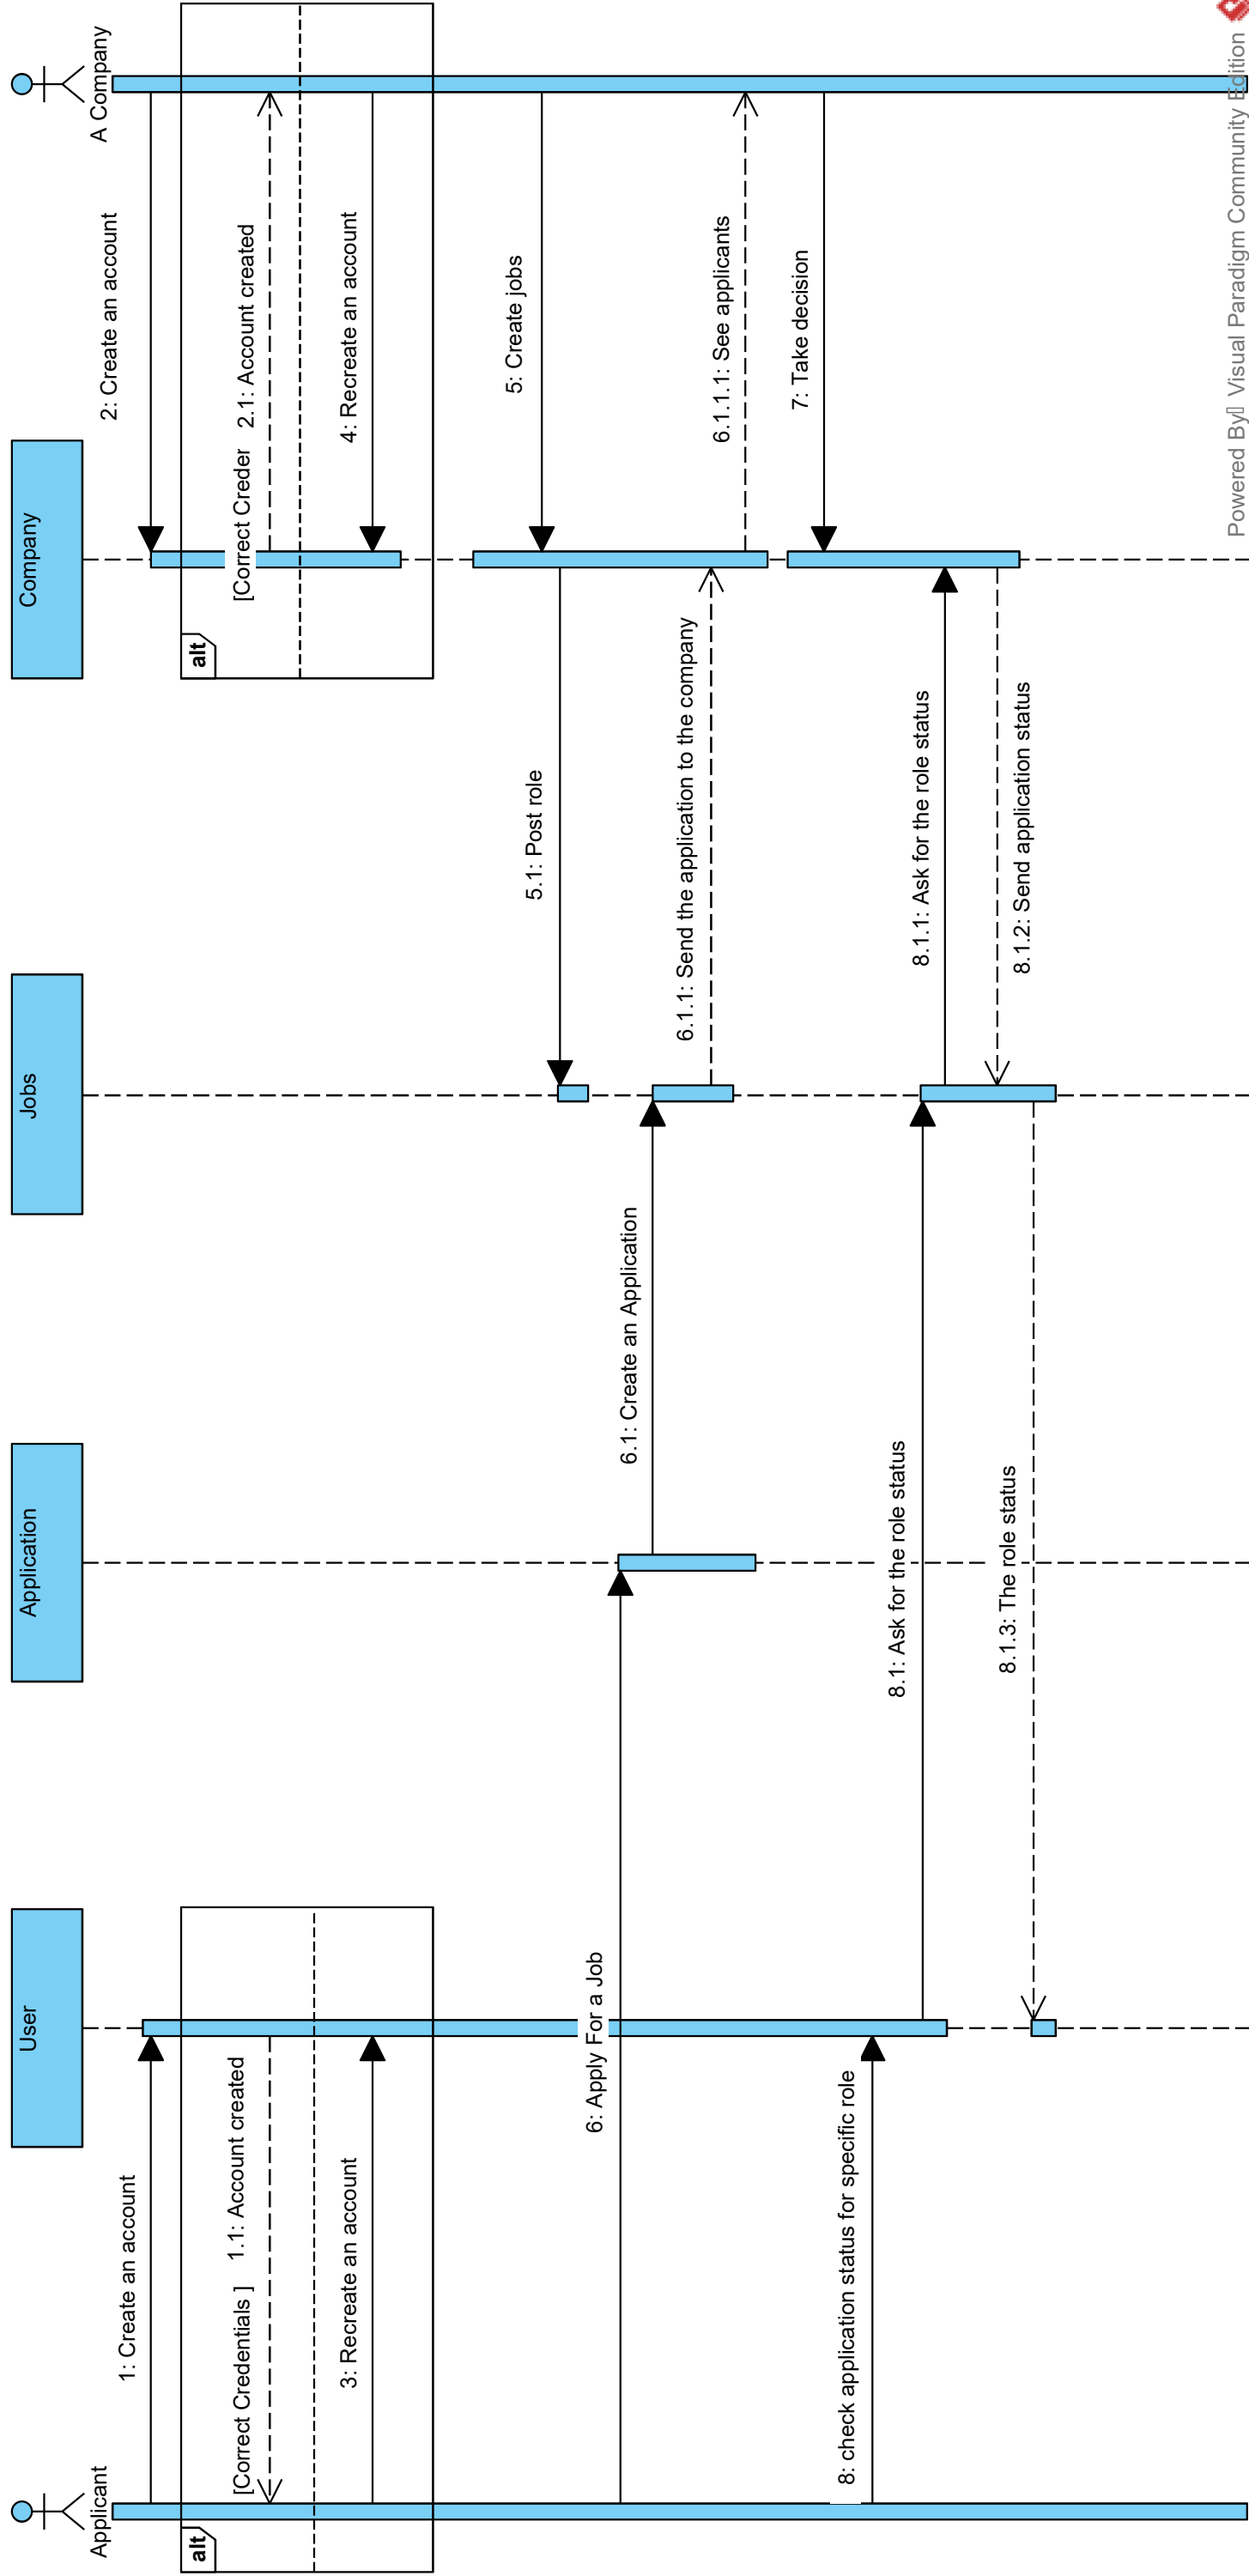 Applicant
User
Application
Jobs
Company
A Company
1: Create an account
2: Create an account
alt
alt
[Correct Credentials ]
1.1: Account created
[Correct Creder
2.1: Account created
3: Recreate an account
4: Recreate an account
5: Create jobs
5.1: Post role
6: Apply For a Job
6.1: Create an Application
6.1.1: Send the application to the company
6.1.1.1: See applicants
7: Take decision
8: check application status for specific role
8.1: Ask for the role status
8.1.1: Ask for the role status
8.1.2: Send application status
8.1.3: The role status
Powered By Visual Paradigm Community Edition